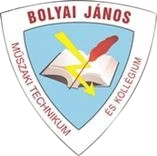 BOLYAI JÁNOS
MŰSZAKI TECHNIKUM
ÉS KOLLÉGIUM